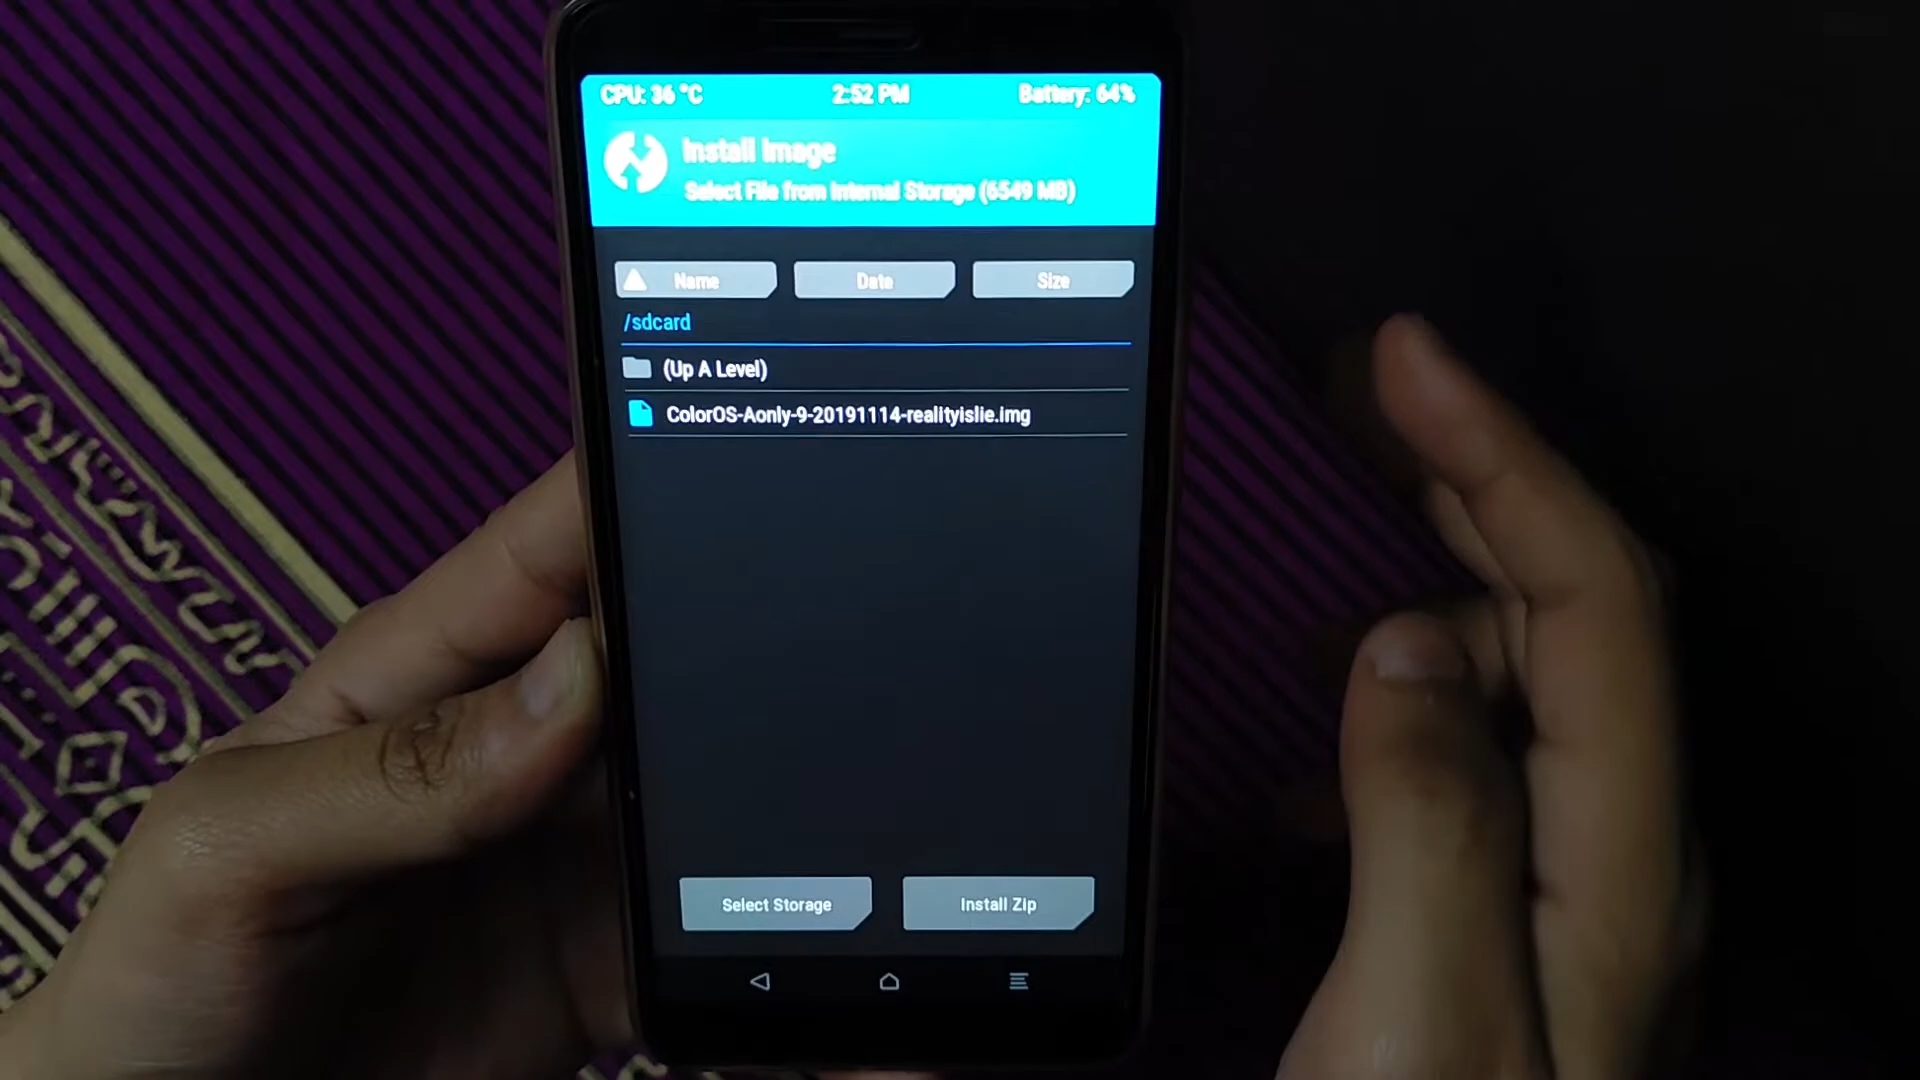 CPU: 36 °C 2:52 PM Battery: 64%
Install Image
Select File from Internal Storage (6549 MB)
Name Date Size
/sdcard
(Up A Level)
ColorOS-Aonly-9-20191114-realityislie.img
Select Storage Install Zip